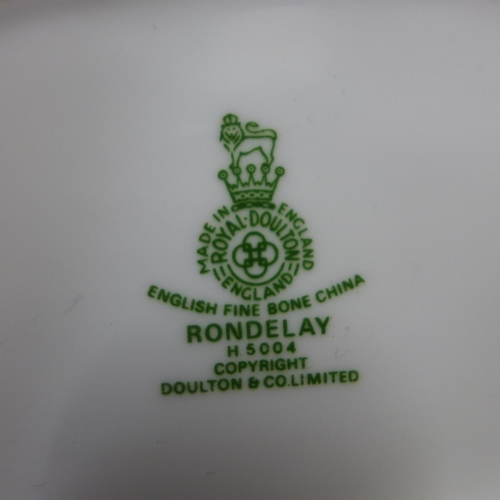 MADE IN ENGLAND
ROYAL·DOULTON
ENGLAND
ENGLISH FINE BONE CHINA
RONDELAY
H 5004
COPYRIGHT
DOULTON & CO.LIMITED